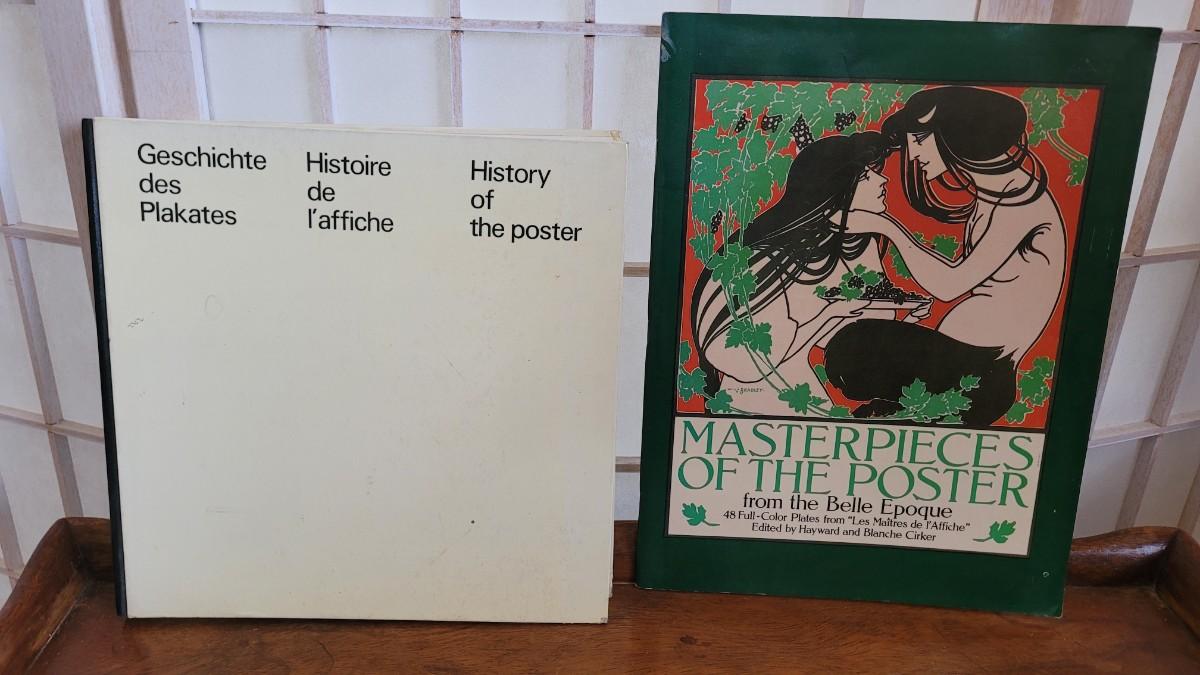 Geschichte
des
Plakates
Histoire
de
l'affiche
History
of
the poster
BRADLEY
MASTERPIECES
OF THE POSTER
from the Belle Epoque
48 Full-Color Plates from "Les Maîtres de l'Affiche"
Edited by Hayward and Blanche Cirker